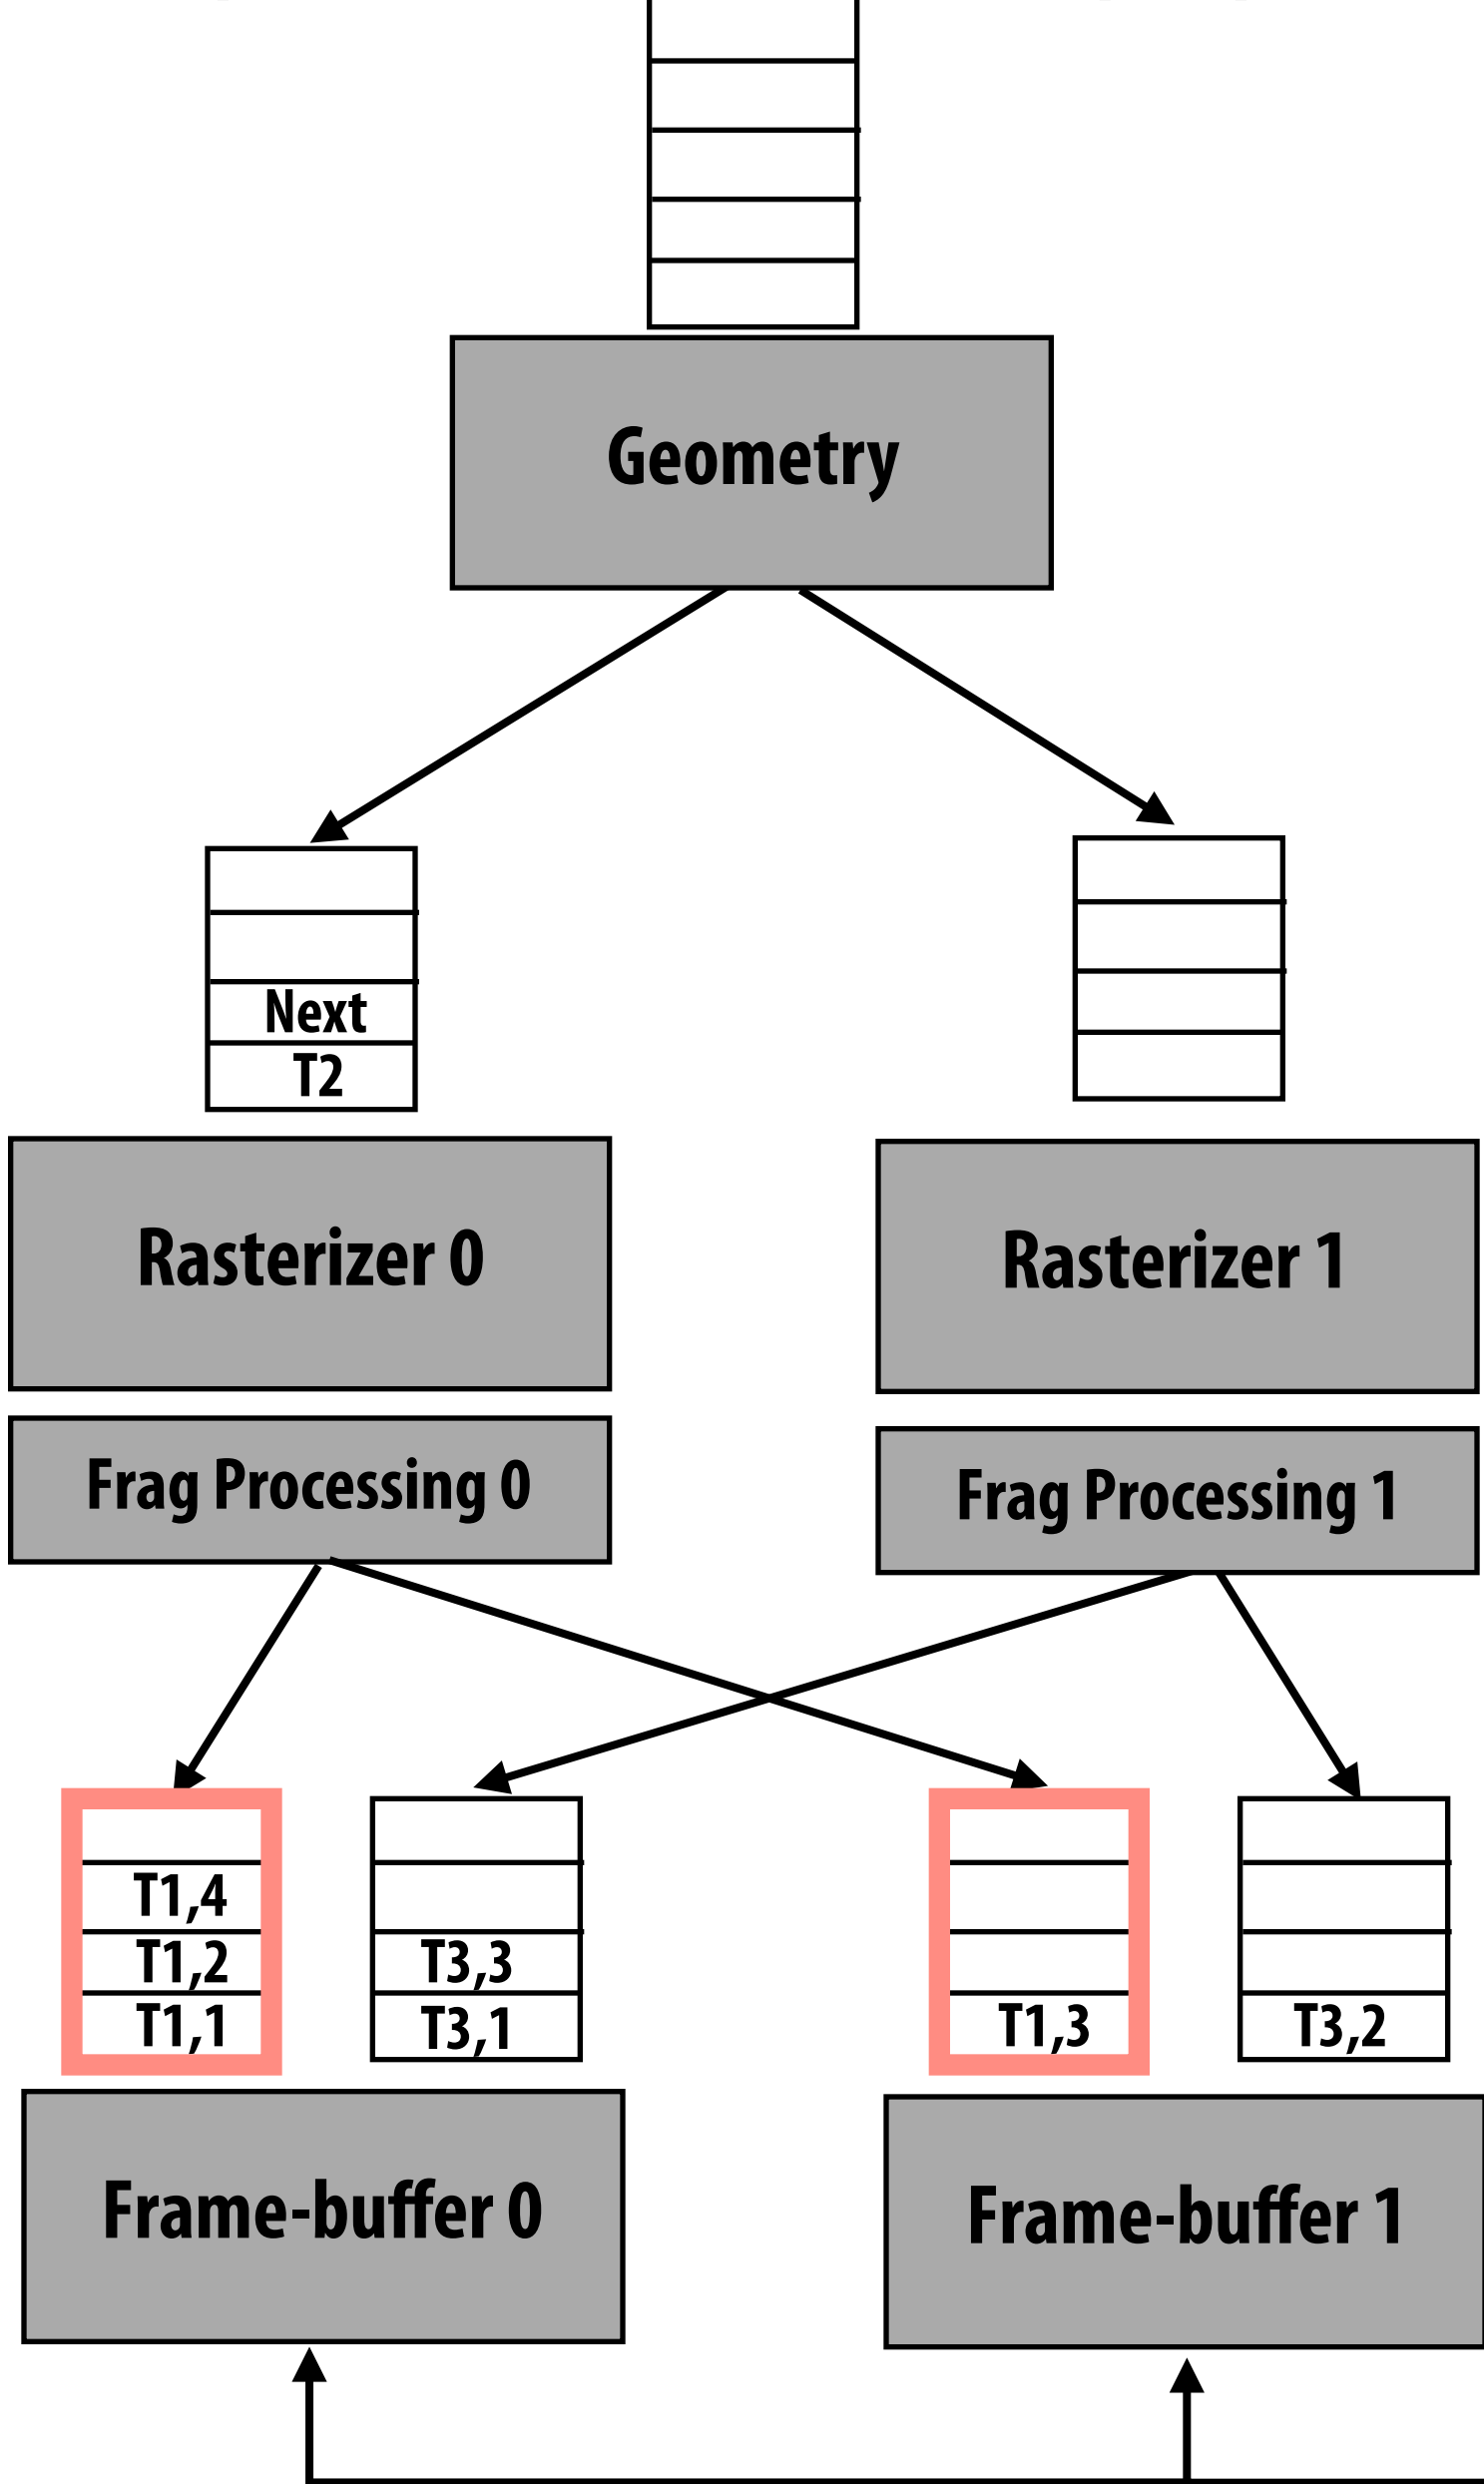 Geometry
Next
T2
Rasterizer 0
Rasterizer 1
Frag Processing 0
Frag Processing 1
T1,4
T1,2
T3,3
T1,1
T3,1
T1,3
T3,2
Frame-buffer 0
Frame-buffer 1